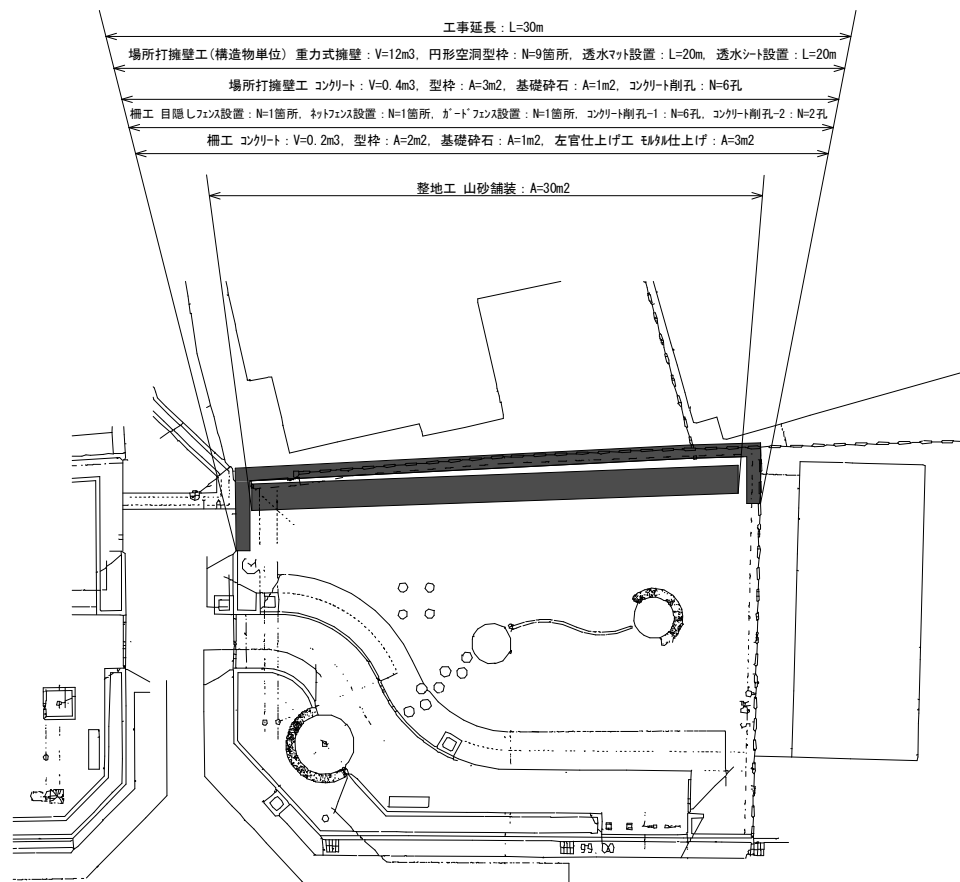 工事延長：L=30m
場所打擁壁工(構造物単位) 重力式擁壁：V=12m3, 円形空洞型枠：N=9箇所, 透水ﾏｯﾄ設置：L=20m, 透水ｼｰﾄ設置：L=20m
場所打擁壁工 ｺﾝｸﾘｰﾄ：V=0.4m3, 型枠：A=3m2, 基礎砕石：A=1m2, ｺﾝｸﾘｰﾄ削孔：N=6孔
柵工 目隠しﾌｪﾝｽ設置：N=1箇所, ﾈｯﾄﾌｪﾝｽ設置：N=1箇所, ｶﾞｰﾄﾞﾌｪﾝｽ設置：N=1箇所, ｺﾝｸﾘｰﾄ削孔-1：N=6孔, ｺﾝｸﾘｰﾄ削孔-2：N=2孔
柵工 ｺﾝｸﾘｰﾄ：V=0.2m3, 型枠：A=2m2, 基礎砕石：A=1m2, 左官仕上げ工 ﾓﾙﾀﾙ仕上げ：A=3m2
整地工 山砂舗装：A=30m2